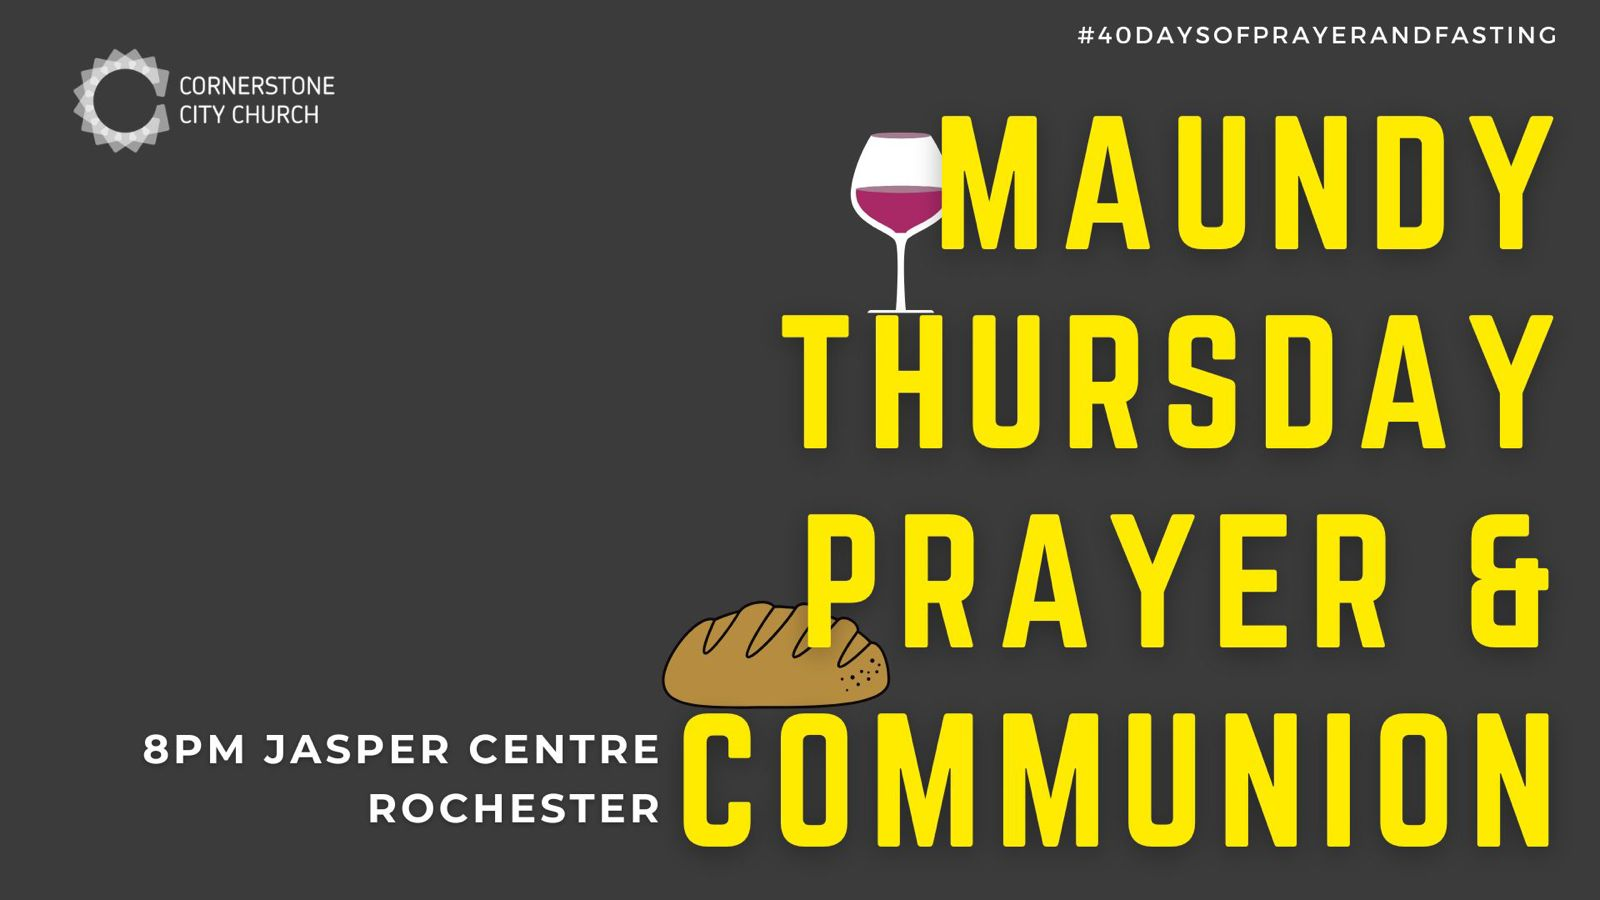 #40DAYSOFPRAYERANDFASTING
CORNERSTONE
CITY CHURCH
MAUNDY
THURSDAY
PRAYER &
COMMUNION
8PM JASPER CENTRE
ROCHESTER